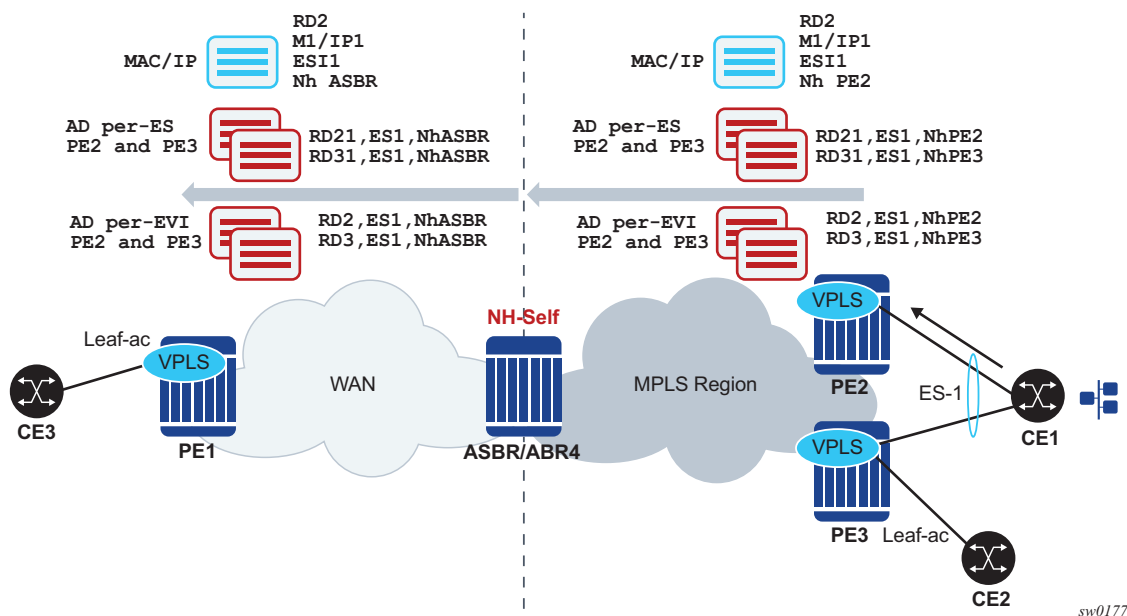 MAC/IP
RD2
M1/IP1
ESI1
Nh ASBR
MAC/IP
RD2
M1/IP1
ESI1
Nh PE2
AD per-ES
PE2 and PE3
RD21,ES1,NhASBR
RD31,ES1,NhASBR
AD per-ES
PE2 and PE3
RD21,ES1,NhPE2
RD31,ES1,NhPE3
AD per-EVI
PE2 and PE3
RD2,ES1,NhASBR
RD3,ES1,NhASBR
AD per-EVI
PE2 and PE3
RD2,ES1,NhPE2
RD3,ES1,NhPE3
NH-Self
VPLS
Leaf-ac
VPLS
WAN
MPLS Region
PE2
ES-1
CE3
PE1
ASBR/ABR4
CE1
VPLS
PE3
Leaf-ac
CE2
sw0177